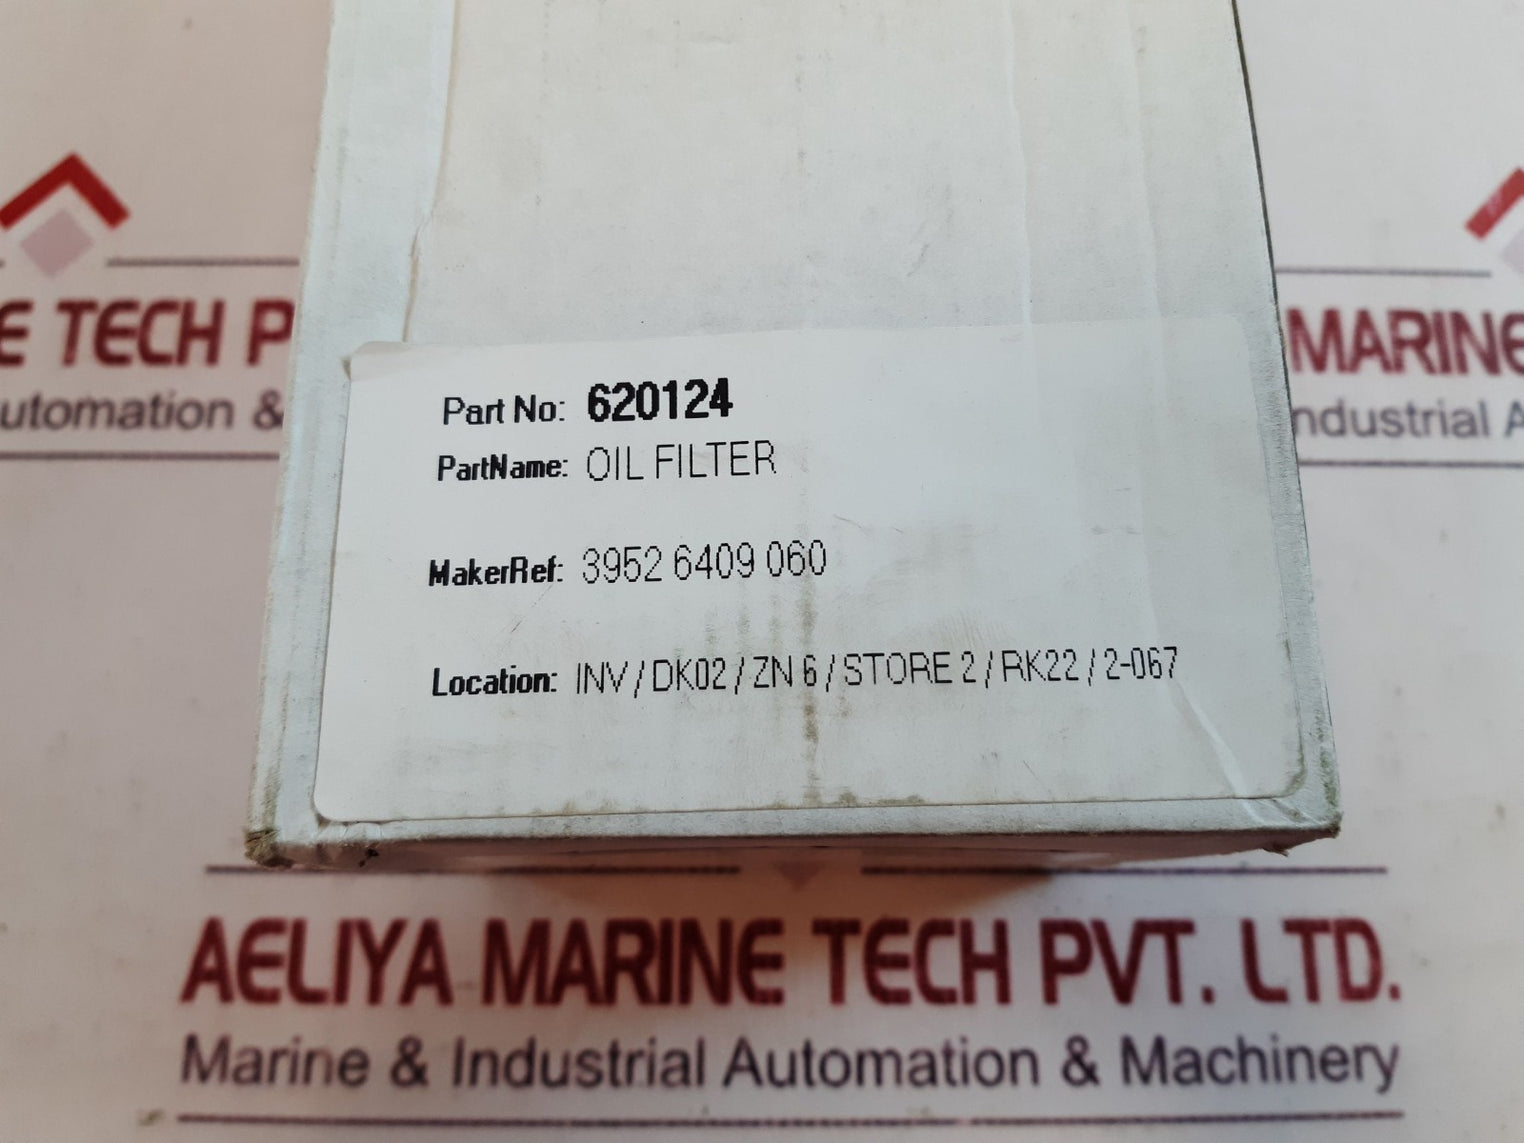 E TECH P
utomation &
MARINE
ndustrial A
Part No: 620124
PartName: OIL FILTER
MakerRef: 3952 6409 060
Location: INV / DK02 / ZN 6 / STORE 2 / RK22 / 2-067
AELIYA MARINE TECH PVT. LTD.
Marine & Industrial Automation & Machinery